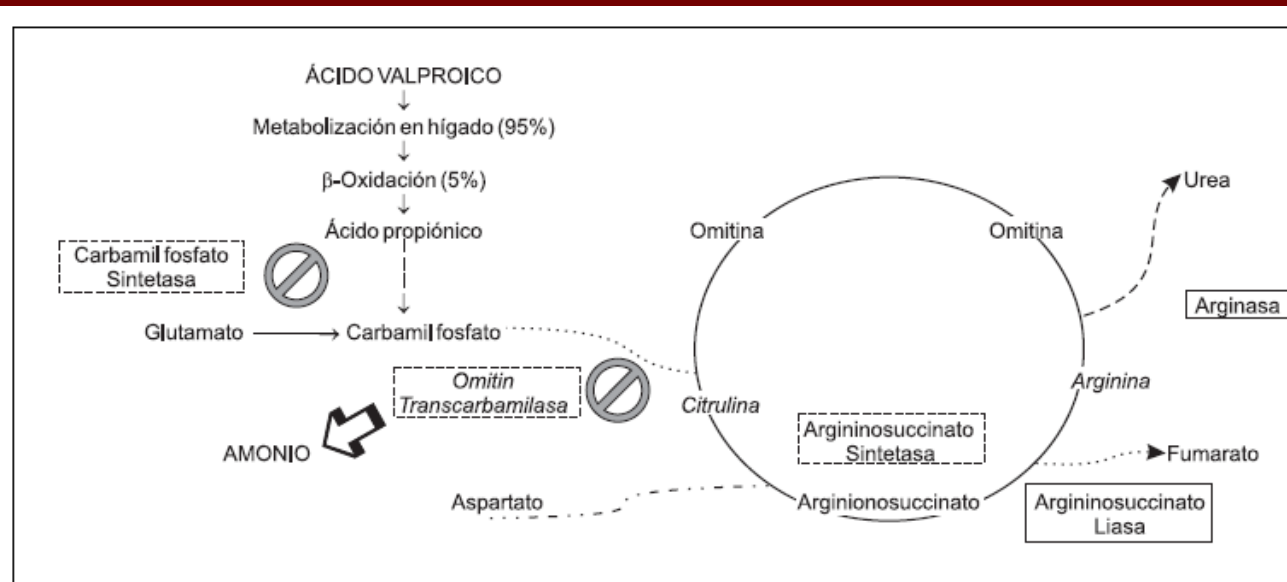 ÁCIDO VALPROICO
Metabolización en hígado (95%)
β-Oxidación (5%)
Ácido propiónico
Carbamil fosfato
Sintetasa
Glutamato
Carbamil fosfato
Omitin
Transcarbamilasa
AMONIO
Omitina
Omitina
Urea
Arginasa
Citrulina
Arginina
Argininosuccinato
Sintetasa
Fumarato
Aspartato
Arginionosuccinato
Argininosuccinato
Liasa